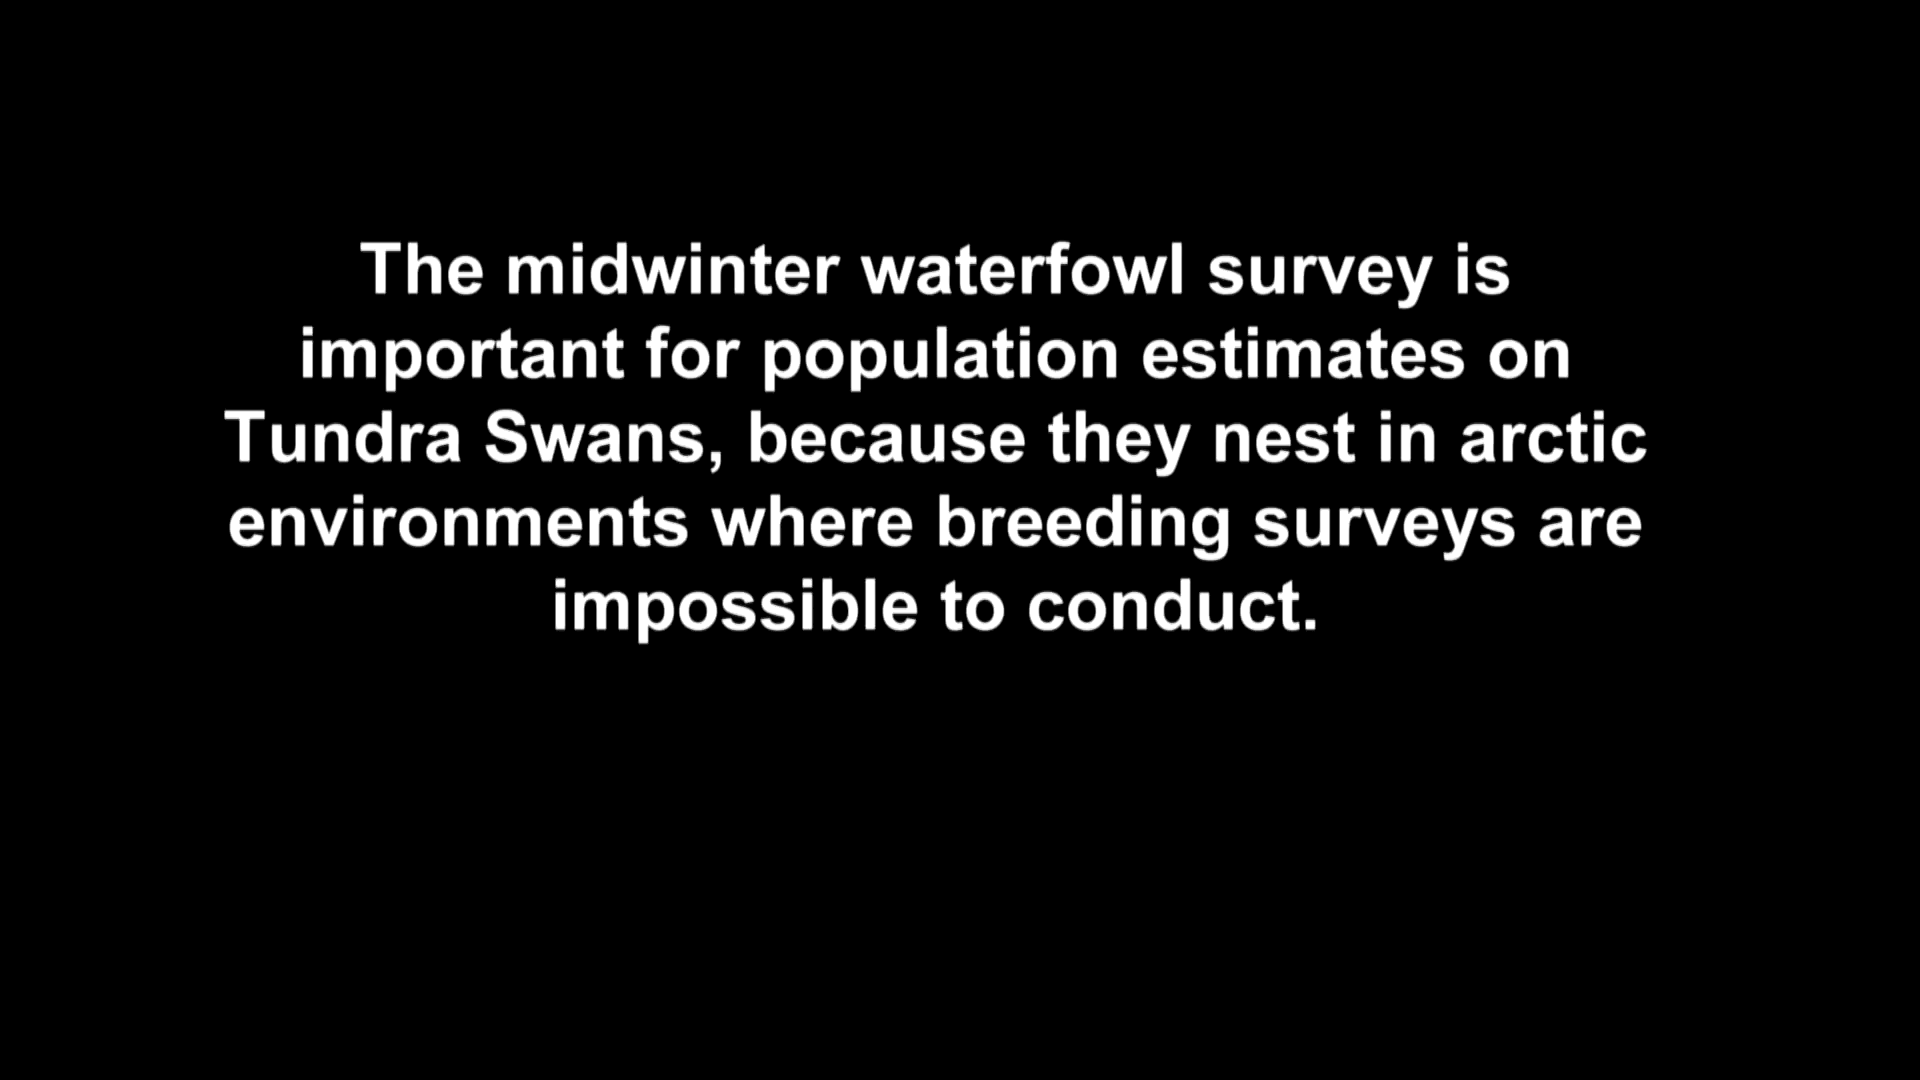 The midwinter waterfowl survey is
important for population estimates on
Tundra Swans, because they nest in arctic
environments where breeding surveys are
impossible to conduct.